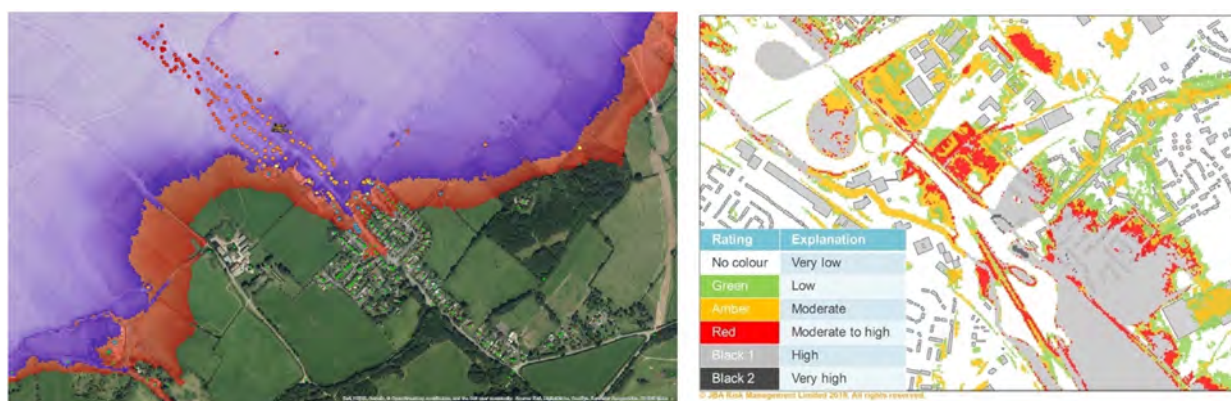 Rating Explanation
No colour Very low
Green Low
Amber Moderate
Red Moderate to high
Black 1 High
Black 2 Very high
© JBA Risk Management Limited 2019. All rights reserved.